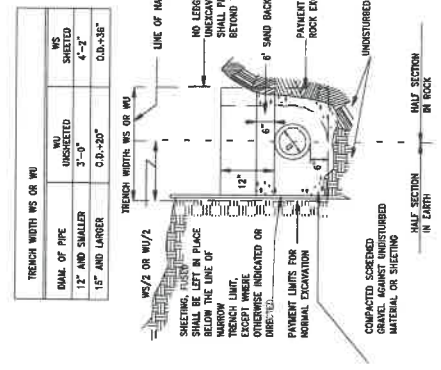 TRENCH WIDTH WS OR WU
DIAM. OF PIPE
WU
UNSHEETED
WS
SHEETED
12" AND SMALLER
3'-0"
4'-2"
15" AND LARGER
O.D.+20"
O.D.+38"
TRENCH WIDTH: WS OR WU
WS/2 OR WU/2
LINE OF
NO LEDGE
SHALL
BEYOND
6' SAND
PAYMENT
ROCK
UNDISTURBED
12"
6"
6"
SHEETING,
SHALL BE LEFT IN PLACE
BELOW THE LINE OF
NARROW
TRENCH LIMIT,
EXCEPT WHERE
OTHERWISE INDICATED OR
DIRECTED.
PAYMENT LIMITS FOR
NORMAL EXCAVATION
COMPACTED SCREENED
GRAVEL AGAINST UNDISTURBED
MATERIAL OR SHEETING
HALF SECTION
IN EARTH
HALF SECTION
IN ROCK